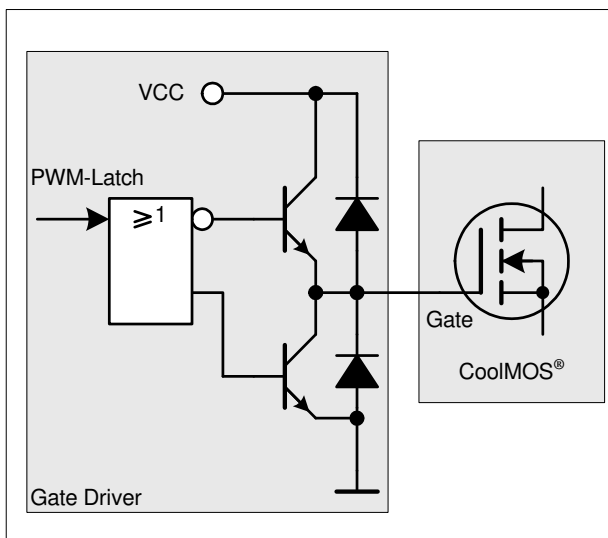 VCC
PWM-Latch
≥1
Gate
CoolMOS®
Gate Driver